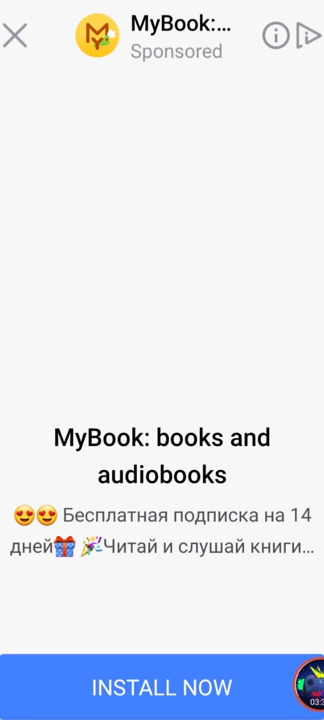 MyBook:...
Sponsored
MyBook: books and
audiobooks
😍😍 Бесплатная подписка на 14
дней🎁 🎉Читай и слушай книги...
INSTALL NOW